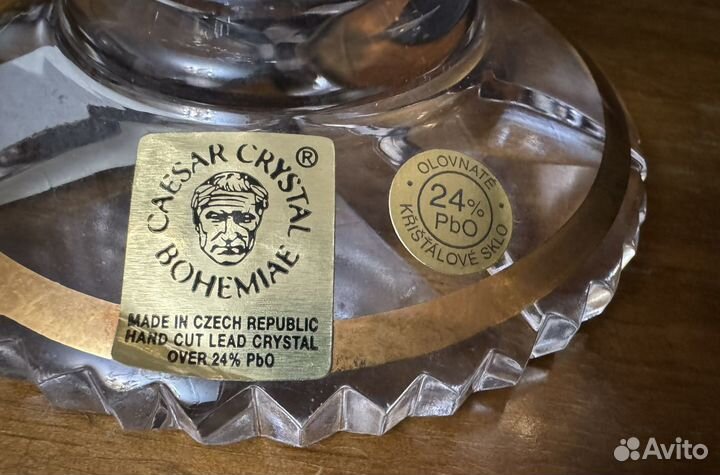 CAESAR CRYSTAL ®
BOHEMIAE
MADE IN CZECH REPUBLIC
HAND CUT LEAD CRYSTAL
OVER 24% PbO
• OLOVNATÉ •
24%
PbO
KŘIŠŤÁLOVÉ SKLO
Avito